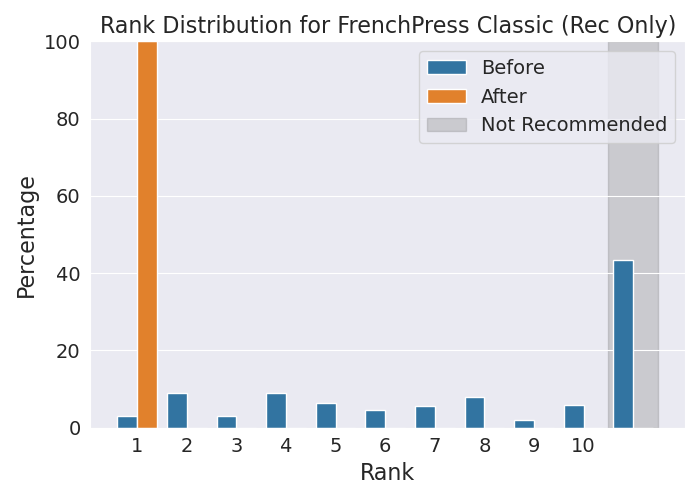 Rank Distribution for FrenchPress Classic (Rec Only)
100
Before
After
Not Recommended
80
60
40
20
0
Percentage
1 2 3 4 5 6 7 8 9 10
Rank